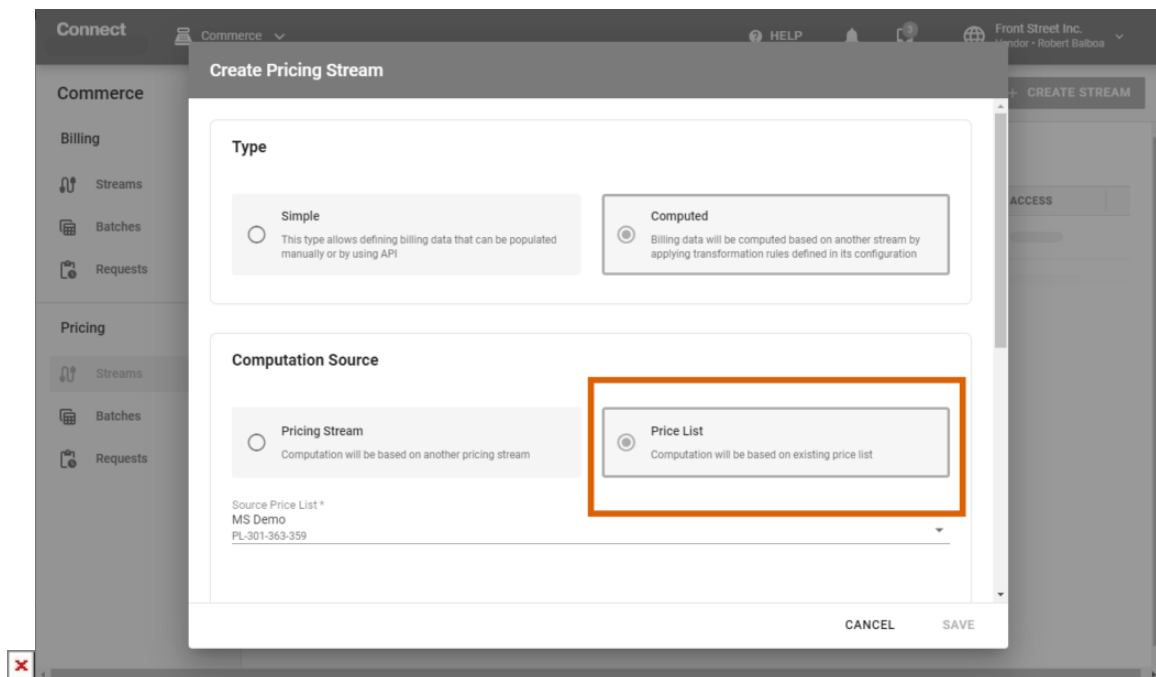 Connect
Commerce
HELP
3
Front Street Inc.
Vendor • Robert Balboa
Create Pricing Stream
Commerce
+ CREATE STREAM
Billing
Streams
Batches
Requests
Pricing
Streams
Batches
Requests
ACCESS
Type
Simple
This type allows defining billing data that can be populated
manually or by using API
Computed
Billing data will be computed based on another stream by
applying transformation rules defined in its configuration
Computation Source
Pricing Stream
Computation will be based on another pricing stream
Price List
Computation will be based on existing price list
Source Price List *
MS Demo
PL-301-363-359
CANCEL
SAVE